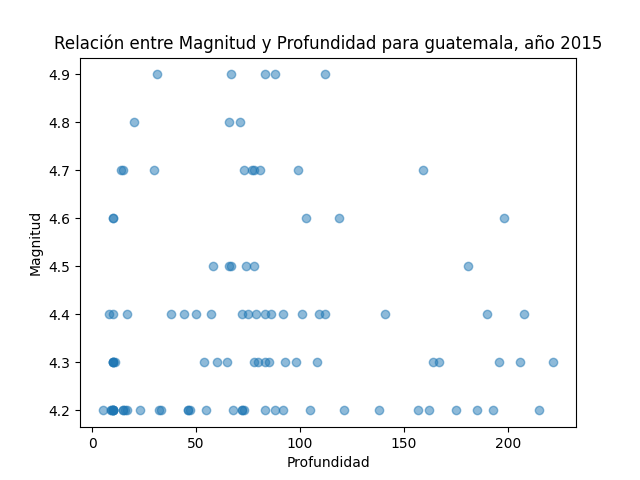 Relación entre Magnitud y Profundidad para guatemala, año 2015
4.9
4.8
4.7
4.6
4.5
4.4
4.3
4.2
Magnitud
0 50 100 150 200
Profundidad